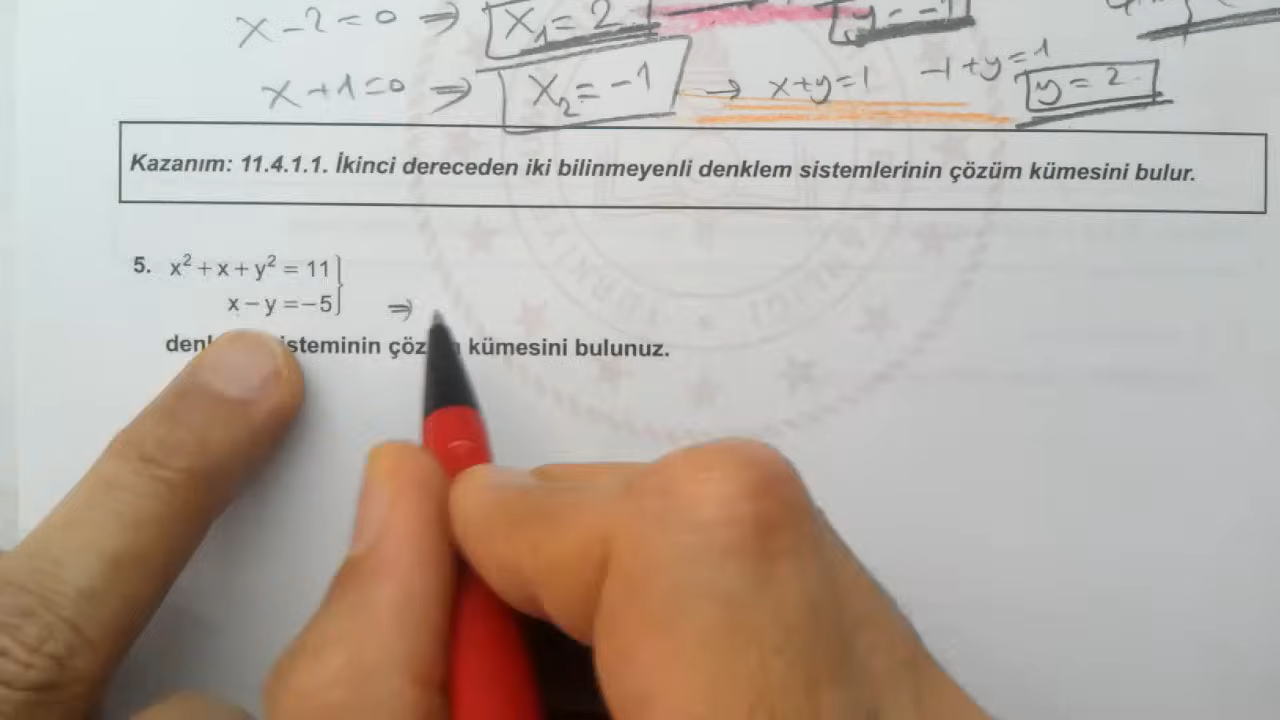 x-2=0 ⇒ x₁=2 y=-1
x+1=0 ⇒ x₂=-1 → x+y=1 -1+y=1 y=2
Kazanım: 11.4.1.1. İkinci dereceden iki bilinmeyenli denklem sistemlerinin çözüm kümesini bulur.
5. x²+x+y² = 11}
x-y=-5 ⇒
kümesini bulunuz.